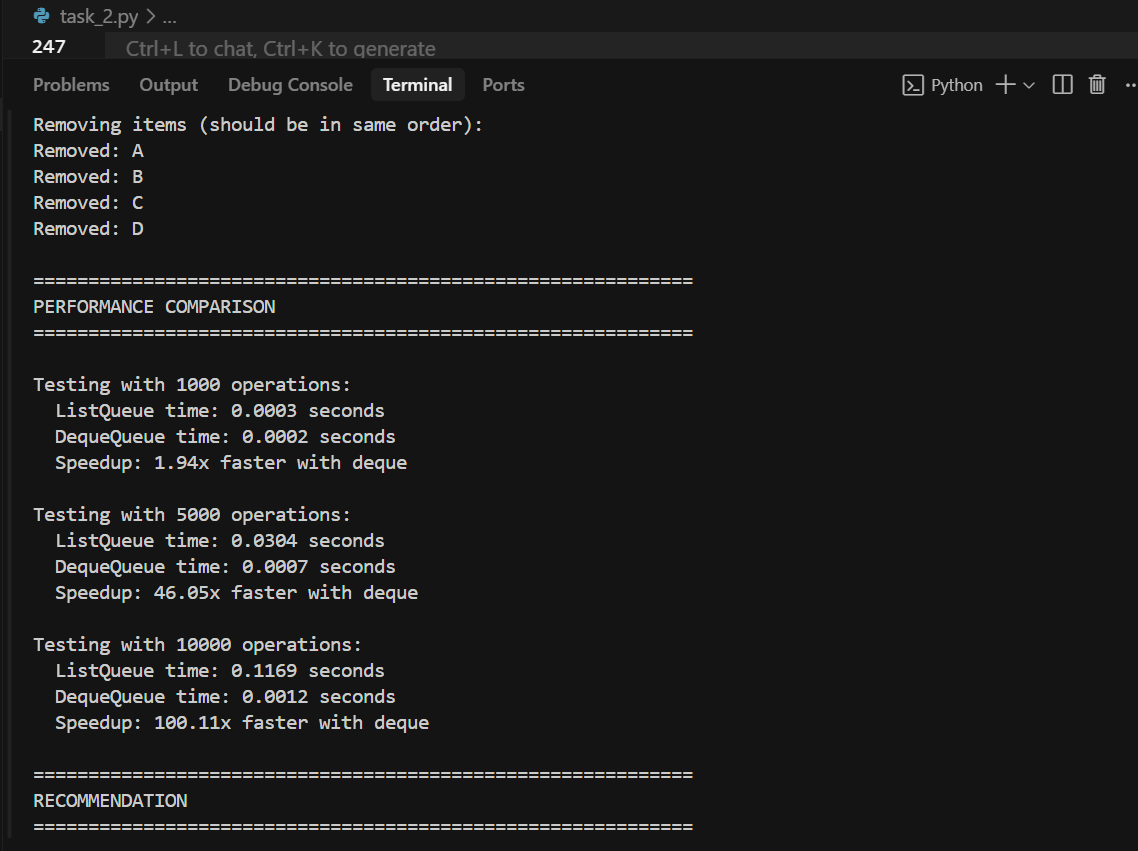 task_2.py > ...
247 Ctrl+L to chat, Ctrl+K to generate
Problems Output Debug Console Terminal Ports Python
Removing items (should be in same order):
Removed: A
Removed: B
Removed: C
Removed: D
============================================================
PERFORMANCE COMPARISON
============================================================
Testing with 1000 operations:
  ListQueue time: 0.0003 seconds
  DequeQueue time: 0.0002 seconds
  Speedup: 1.94x faster with deque
Testing with 5000 operations:
  ListQueue time: 0.0304 seconds
  DequeQueue time: 0.0007 seconds
  Speedup: 46.05x faster with deque
Testing with 10000 operations:
  ListQueue time: 0.1169 seconds
  DequeQueue time: 0.0012 seconds
  Speedup: 100.11x faster with deque
============================================================
RECOMMENDATION
============================================================